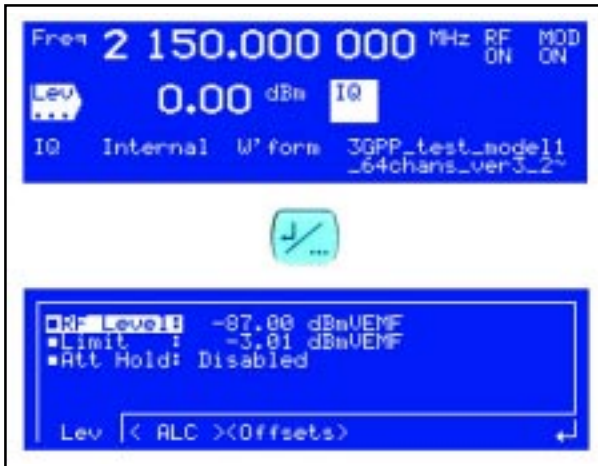 Freq 2 150.000 000 MHz RF ON MOD ON
Lev ... 0.00 dBm IQ
IQ Internal W'form 3GPP_test_model1
_64chans_ver3_2~
↵/...
▪RF Level: -87.00 dBmVEMF
▪Limit : -3.01 dBmVEMF
▪Att Hold: Disabled
Lev < ALC ><Offsets> ↵